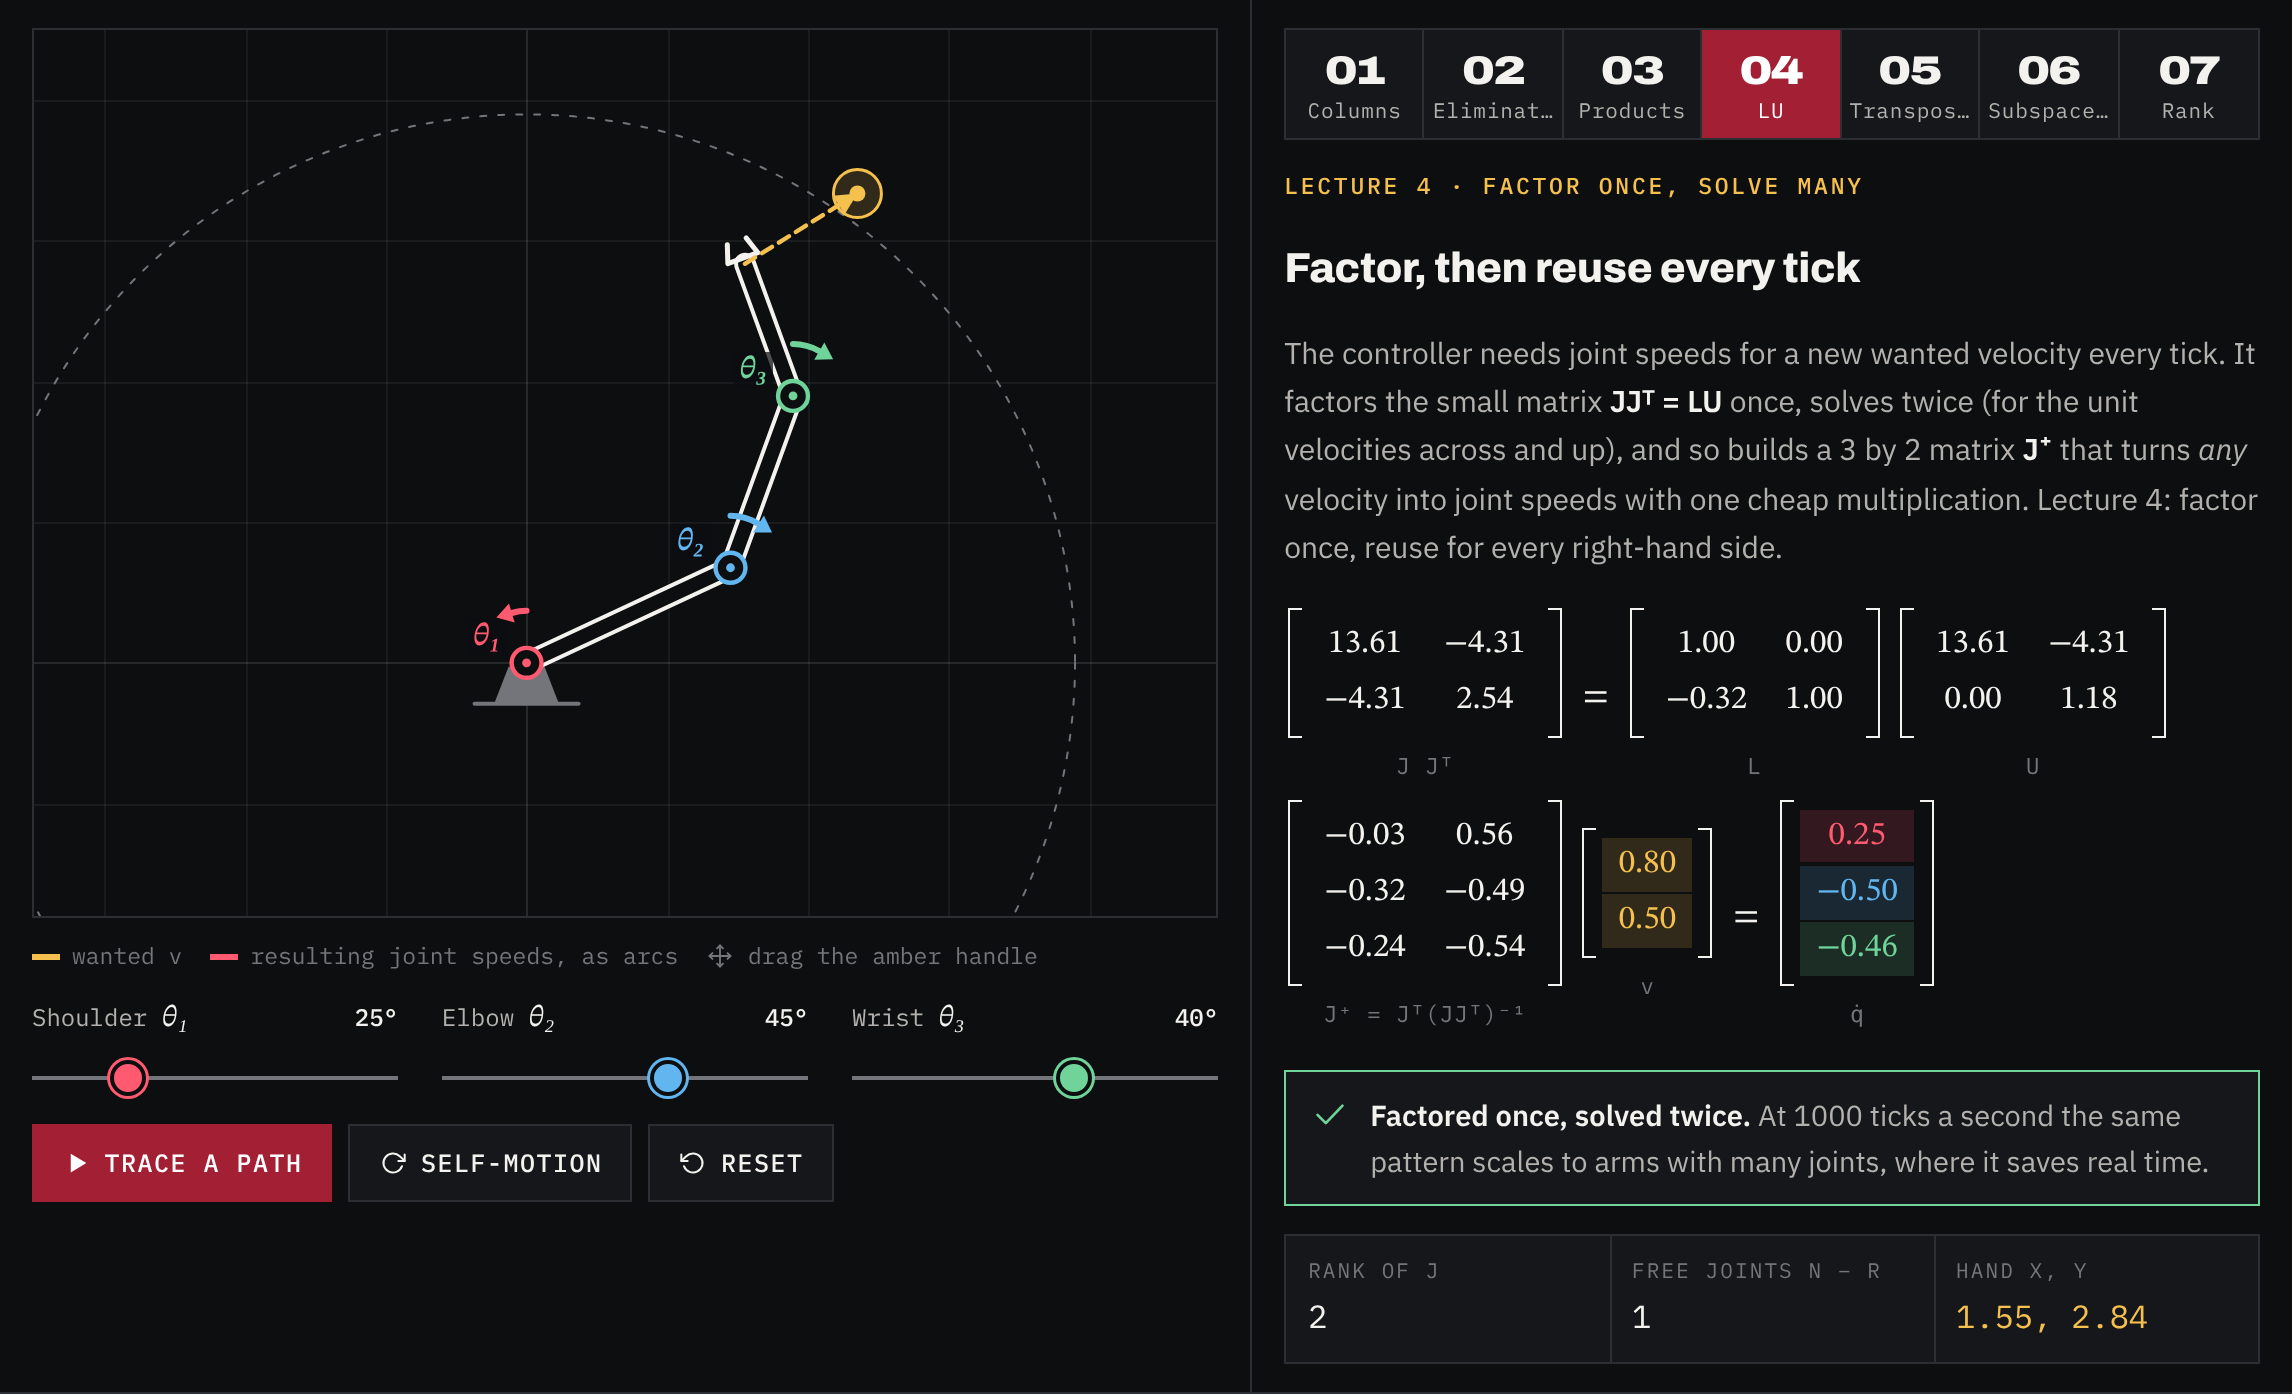 01 02 03 04 05 06 07
Columns Eliminat… Products LU Transpos… Subspace… Rank
LECTURE 4 · FACTOR ONCE, SOLVE MANY
Factor, then reuse every tick
The controller needs joint speeds for a new wanted velocity every tick. It
factors the small matrix JJᵀ = LU once, solves twice (for the unit
velocities across and up), and so builds a 3 by 2 matrix J⁺ that turns any
velocity into joint speeds with one cheap multiplication. Lecture 4: factor
once, reuse for every right-hand side.
13.61 −4.31 1.00 0.00 13.61 −4.31
−4.31 2.54 = −0.32 1.00 0.00 1.18
J Jᵀ L U
−0.03 0.56 0.80 0.25
−0.32 −0.49 0.50 = −0.50
−0.24 −0.54 −0.46
J⁺ = Jᵀ(JJᵀ)⁻¹ v q̇
Factored once, solved twice. At 1000 ticks a second the same
pattern scales to arms with many joints, where it saves real time.
RANK OF J FREE JOINTS N − R HAND X, Y
2 1 1.55, 2.84
θ₃
θ₂
θ₁
wanted v resulting joint speeds, as arcs drag the amber handle
Shoulder θ₁ 25° Elbow θ₂ 45° Wrist θ₃ 40°
TRACE A PATH SELF-MOTION RESET